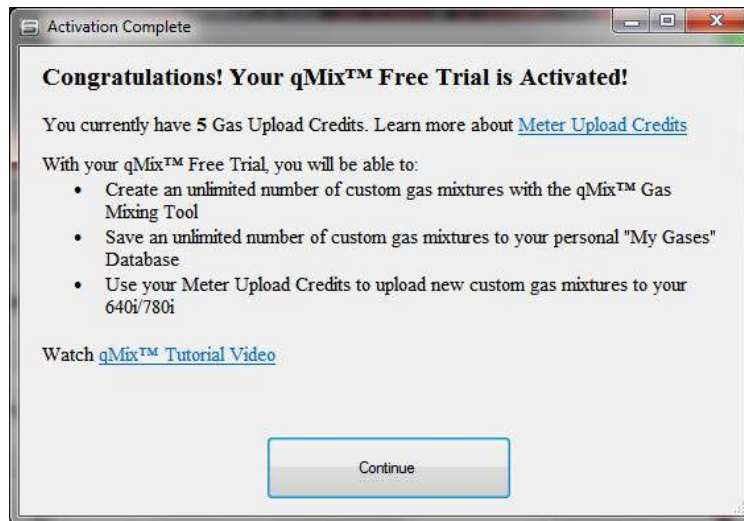 Activation Complete
Congratulations! Your qMix™ Free Trial is Activated!
You currently have 5 Gas Upload Credits. Learn more about Meter Upload Credits
With your qMix™ Free Trial, you will be able to:
• Create an unlimited number of custom gas mixtures with the qMix™ Gas
Mixing Tool
• Save an unlimited number of custom gas mixtures to your personal "My Gases"
Database
• Use your Meter Upload Credits to upload new custom gas mixtures to your
640i/780i
Watch qMix™ Tutorial Video
Continue